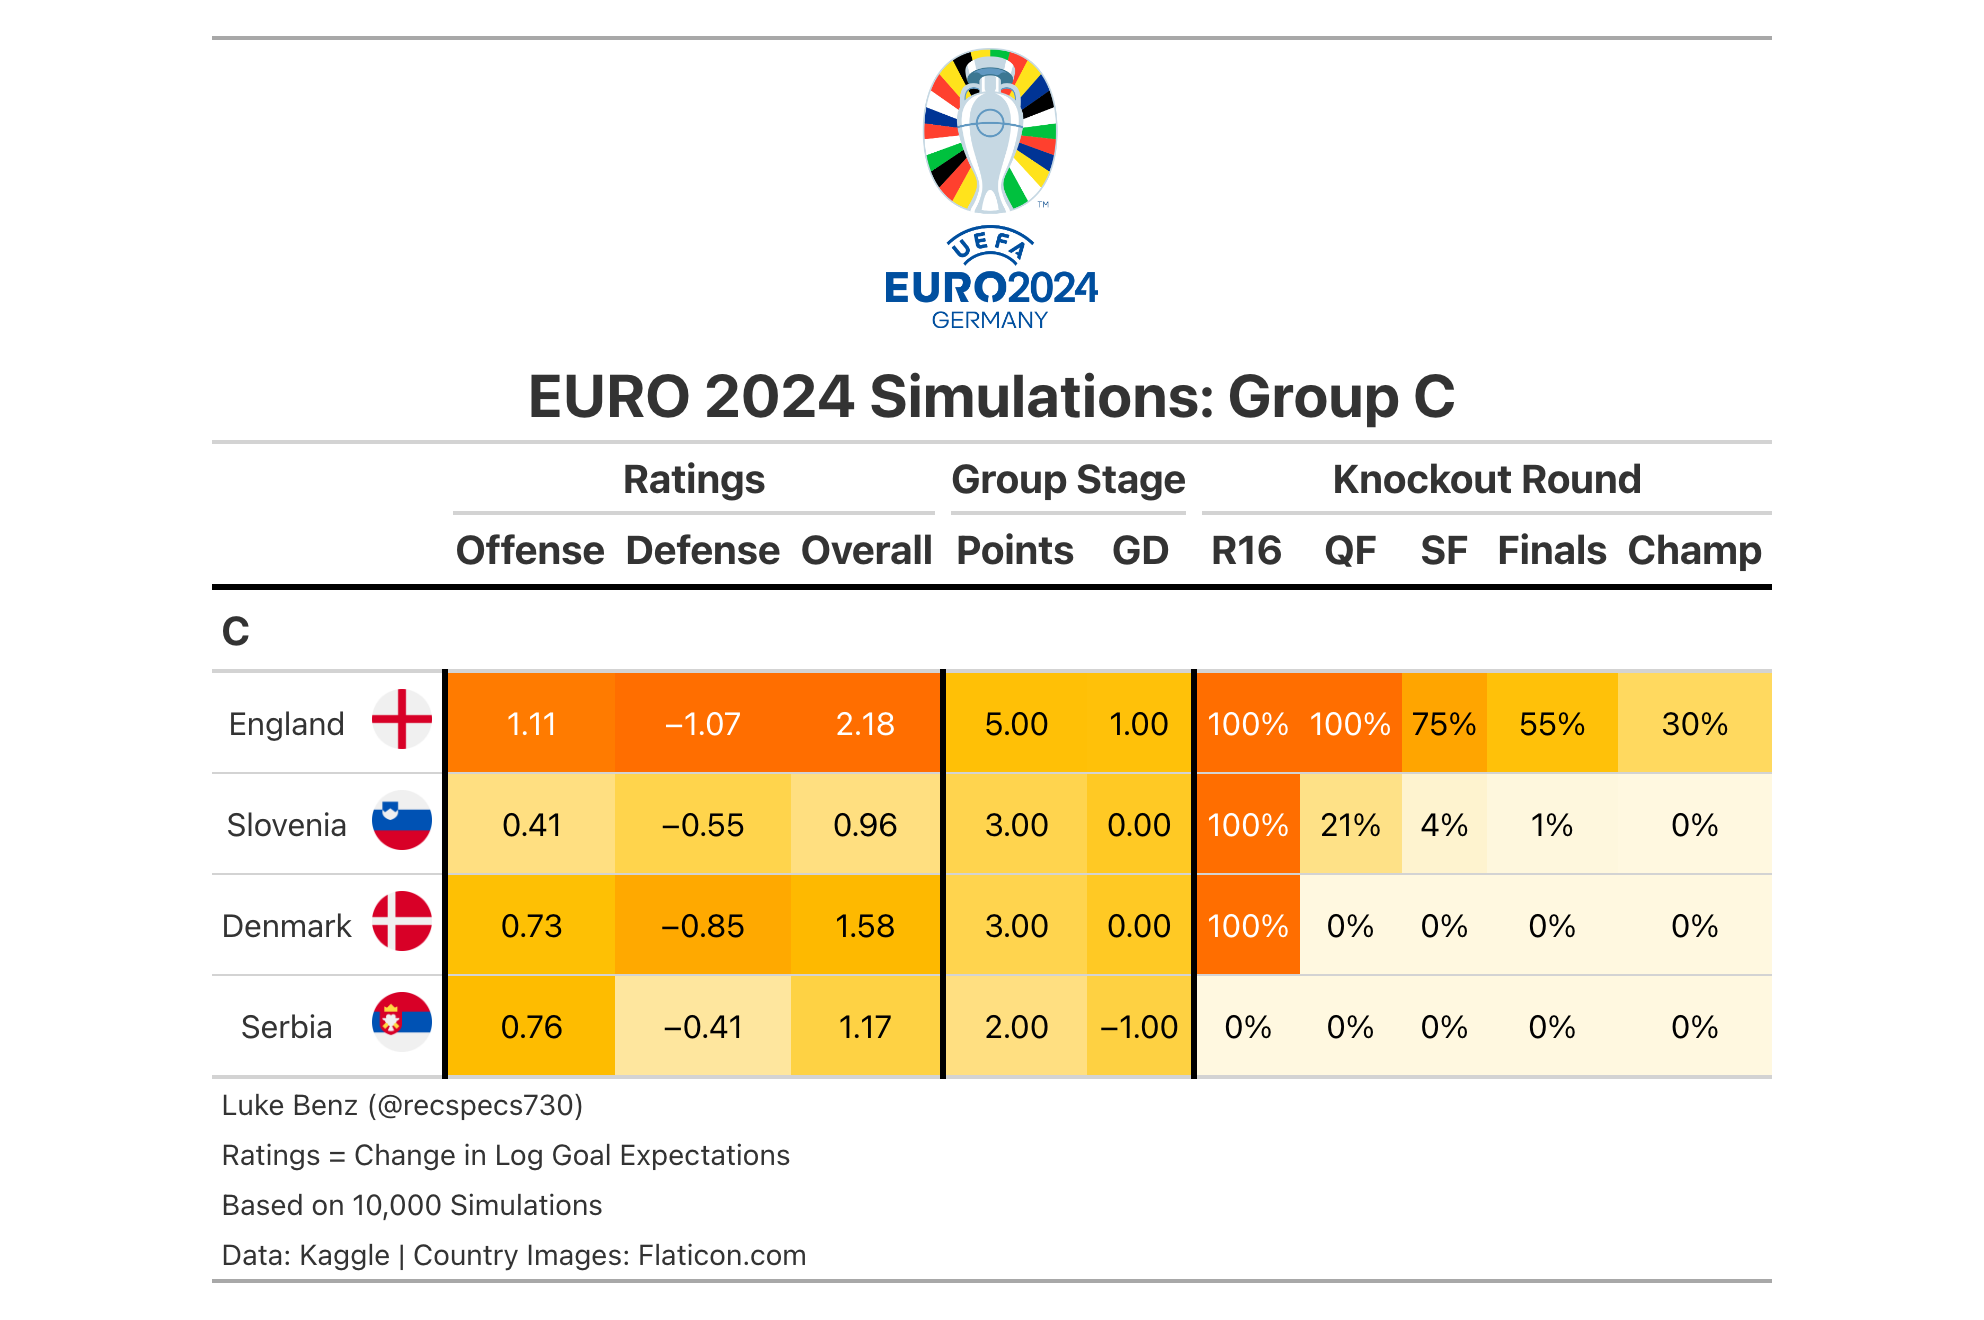 TM
UEFA
EURO2024
GERMANY
EURO 2024 Simulations: Group C
Ratings Group Stage Knockout Round
Offense Defense Overall Points GD R16 QF SF Finals Champ
C
England 1.11 −1.07 2.18 5.00 1.00 100% 100% 75% 55% 30%
Slovenia 0.41 −0.55 0.96 3.00 0.00 100% 21% 4% 1% 0%
Denmark 0.73 −0.85 1.58 3.00 0.00 100% 0% 0% 0% 0%
Serbia 0.76 −0.41 1.17 2.00 −1.00 0% 0% 0% 0% 0%
Luke Benz (@recspecs730)
Ratings = Change in Log Goal Expectations
Based on 10,000 Simulations
Data: Kaggle | Country Images: Flaticon.com